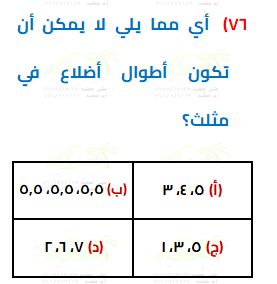 ٧٦) أي مما يلي لا يمكن أن
تكون أطوال أضلاع في
مثلث؟
(أ) ٣،٤،٥ (ب) ٥,٥ ،٥,٥ ،٥,٥
(ج) ١،٣،٥ (د) ٢،٦،٧